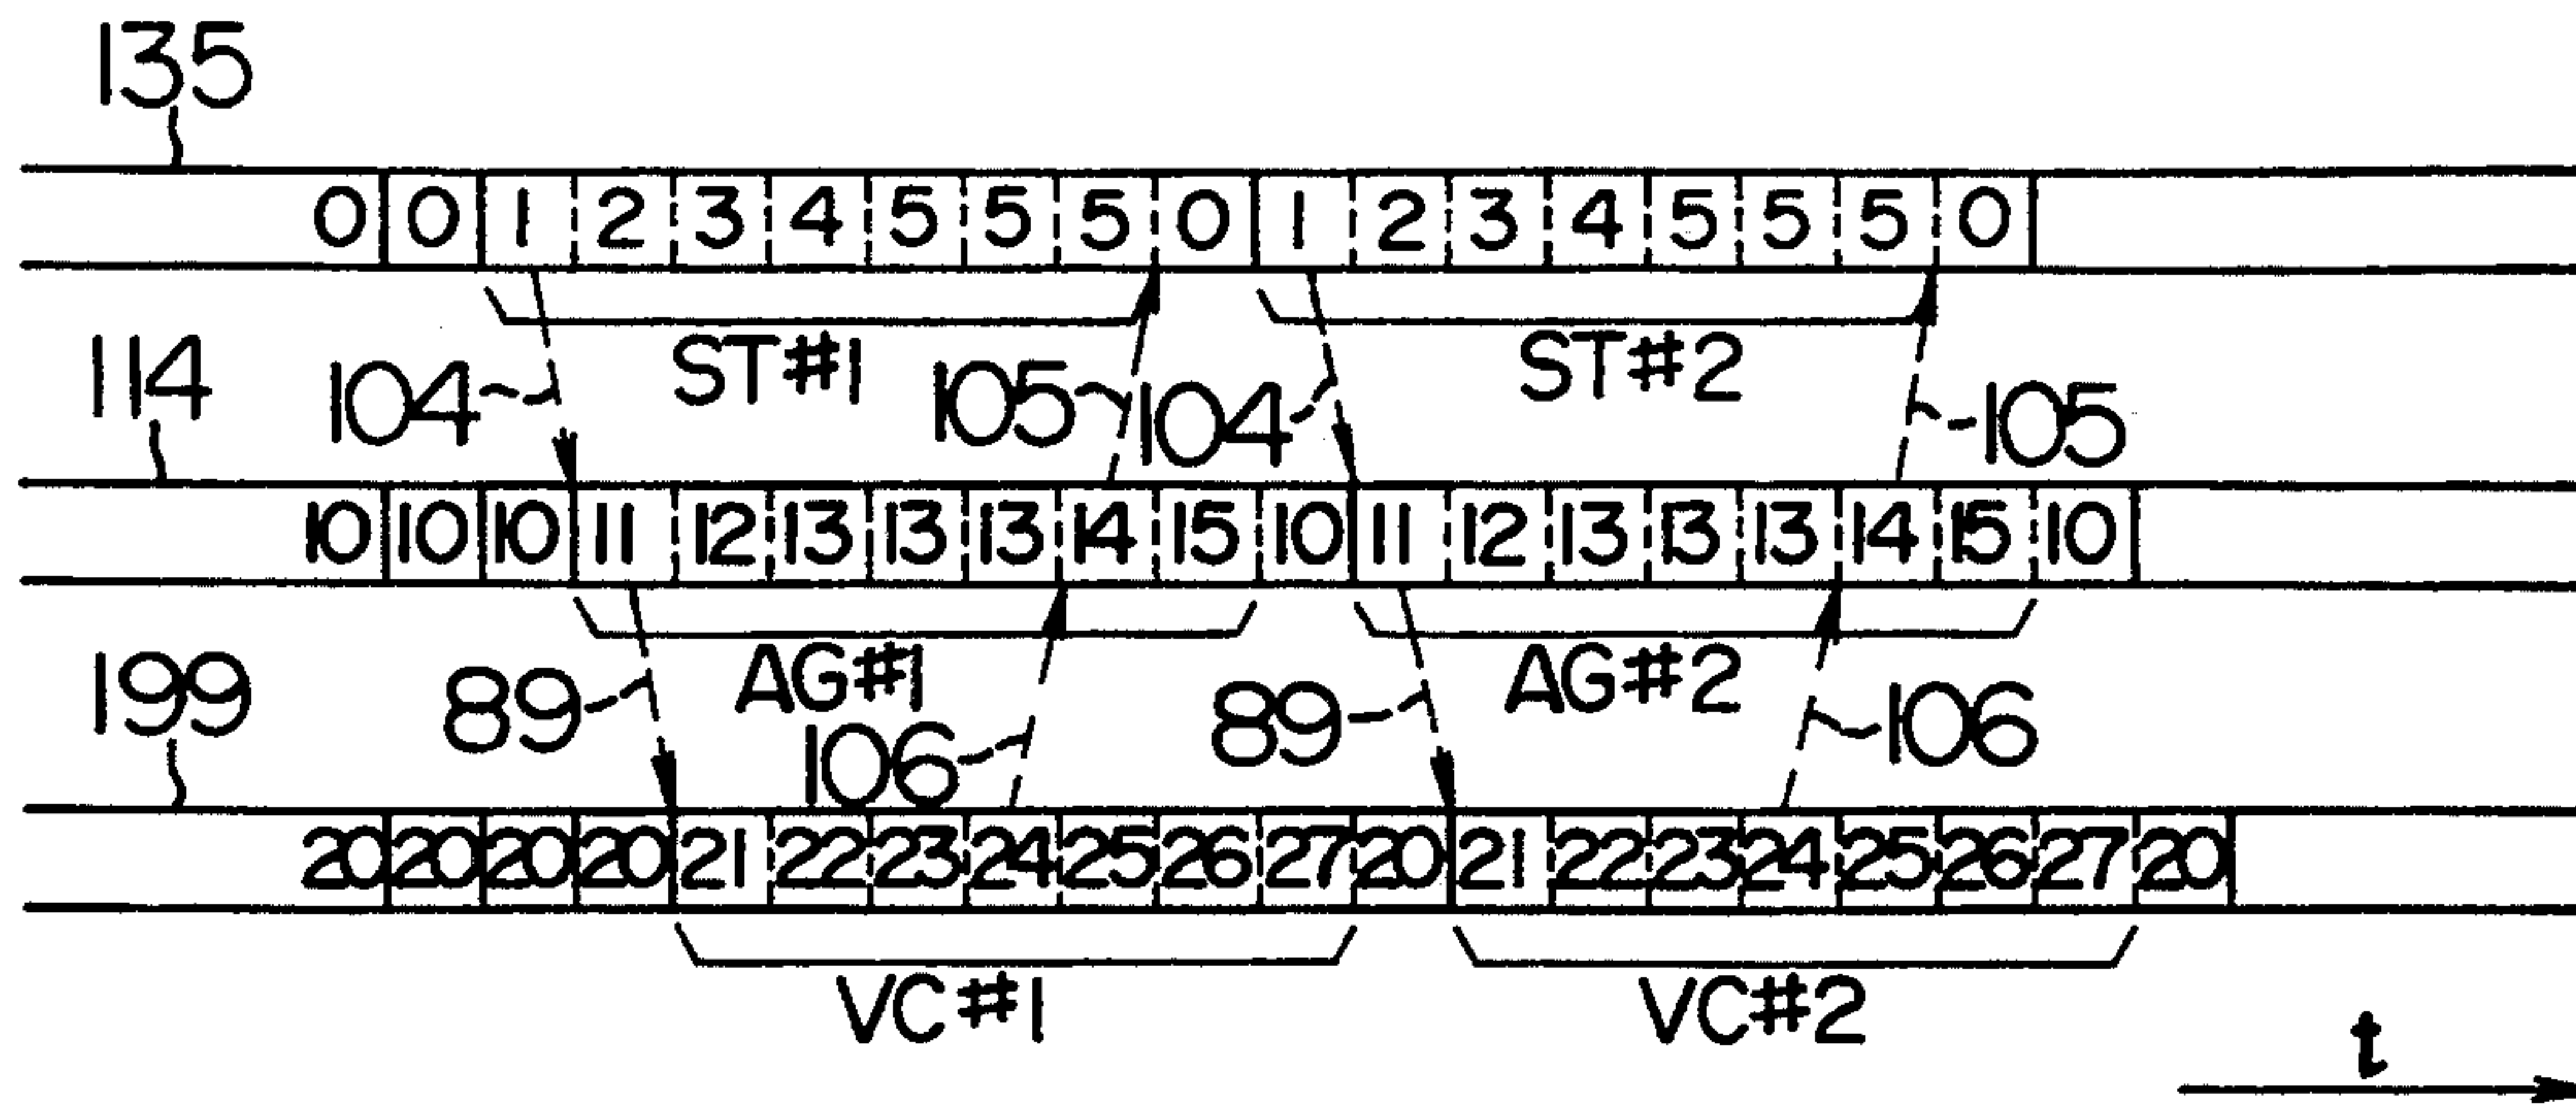 135
0 0 1 2 3 4 5 5 5 0 1 2 3 4 5 5 5 0
114 104 ST#1 105 104 ST#2 105
10 10 10 11 12 13 13 13 14 15 10 11 12 13 13 13 14 15 10
199 89 AG#1 106 89 AG#2 106
20 20 20 20 21 22 23 24 25 26 27 20 21 22 23 24 25 26 27 20
VC#1 VC#2
t